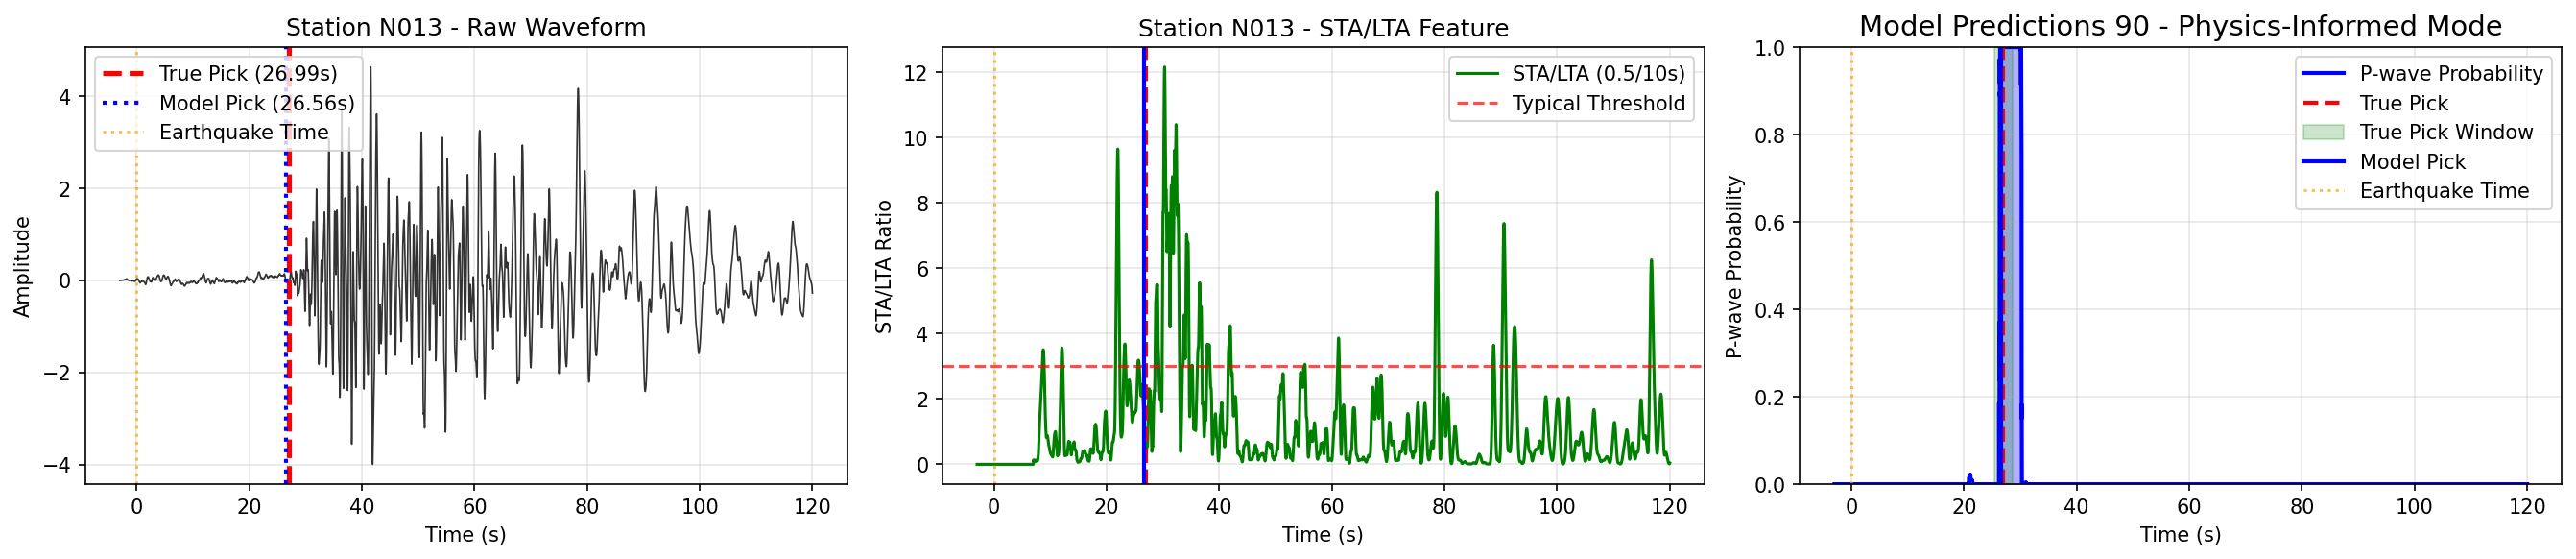 Station N013 - Raw Waveform
True Pick (26.99s)
Model Pick (26.56s)
Earthquake Time
Amplitude
4
2
0
−2
−4
0
20
40
60
80
100
120
Time (s)
Station N013 - STA/LTA Feature
STA/LTA (0.5/10s)
Typical Threshold
STA/LTA Ratio
12
10
8
6
4
2
0
0
20
40
60
80
100
120
Time (s)
Model Predictions 90 - Physics-Informed Mode
P-wave Probability
True Pick
True Pick Window
Model Pick
Earthquake Time
P-wave Probability
1.0
0.8
0.6
0.4
0.2
0.0
0
20
40
60
80
100
120
Time (s)